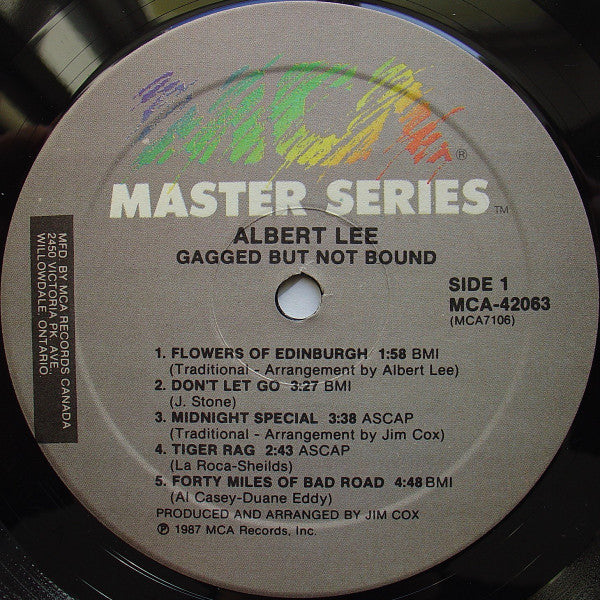 MCA ®
MASTER SERIES ™
ALBERT LEE
GAGGED BUT NOT BOUND
SIDE 1
MCA-42063
(MCA7106)
MFD. BY MCA RECORDS CANADA
2450 VICTORIA PK. AVE.
WILLOWDALE, ONTARIO
1. FLOWERS OF EDINBURGH 1:58 BMI
(Traditional - Arrangement by Albert Lee)
2. DON'T LET GO 3:27 BMI
(J. Stone)
3. MIDNIGHT SPECIAL 3:38 ASCAP
(Traditional - Arrangement by Jim Cox)
4. TIGER RAG 2:43 ASCAP
(La Roca-Sheilds)
5. FORTY MILES OF BAD ROAD 4:48 BMI
(Al Casey-Duane Eddy)
PRODUCED AND ARRANGED BY JIM COX
℗ 1987 MCA Records, Inc.